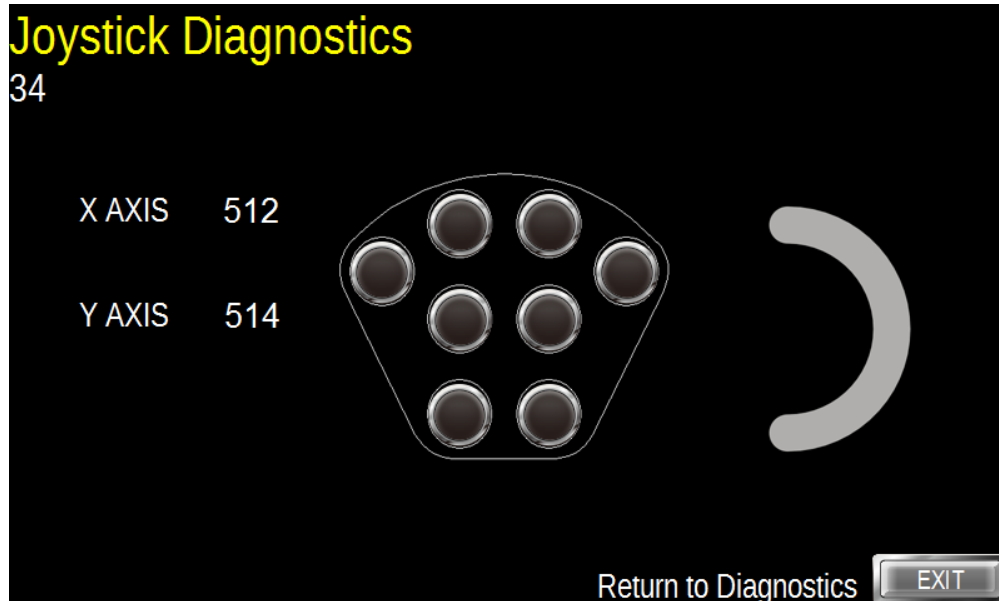 Joystick Diagnostics
34
X AXIS 512
Y AXIS 514
Return to Diagnostics EXIT